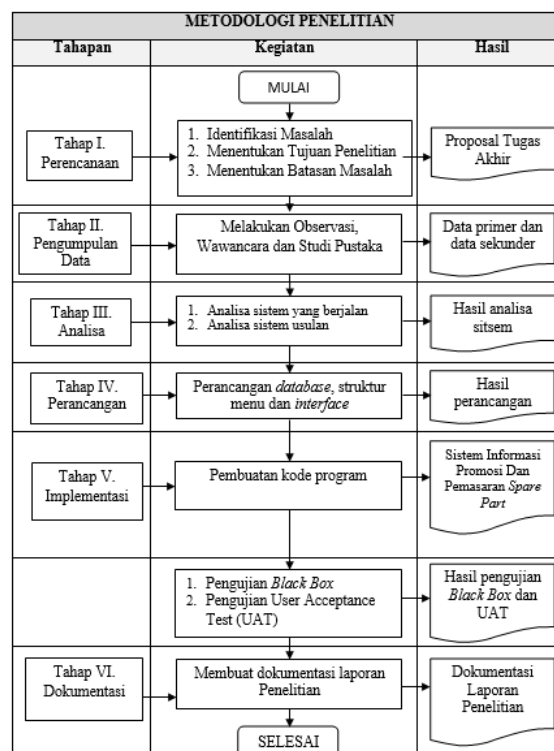 METODOLOGI PENELITIAN
Tahapan
Kegiatan
Hasil
MULAI
Tahap I.
Perencanaan
1. Identifikasi Masalah
2. Menentukan Tujuan Penelitian
3. Menentukan Batasan Masalah
Proposal Tugas
Akhir
Tahap II.
Pengumpulan
Data
Melakukan Observasi,
Wawancara dan Studi Pustaka
Data primer dan
data sekunder
Tahap III.
Analisa
1. Analisa sistem yang berjalan
2. Analisa sistem usulan
Hasil analisa
sitsem
Tahap IV.
Perancangan
Perancangan database, struktur
menu dan interface
Hasil
perancangan
Tahap V.
Implementasi
Pembuatan kode program
Sistem Informasi
Promosi Dan
Pemasaran Spare
Part
1. Pengujian Black Box
2. Pengujian User Acceptance
Test (UAT)
Hasil pengujian
Black Box dan
UAT
Tahap VI.
Dokumentasi
Membuat dokumentasi laporan
Penelitian
Dokumentasi
Laporan
Penelitian
SELESAI